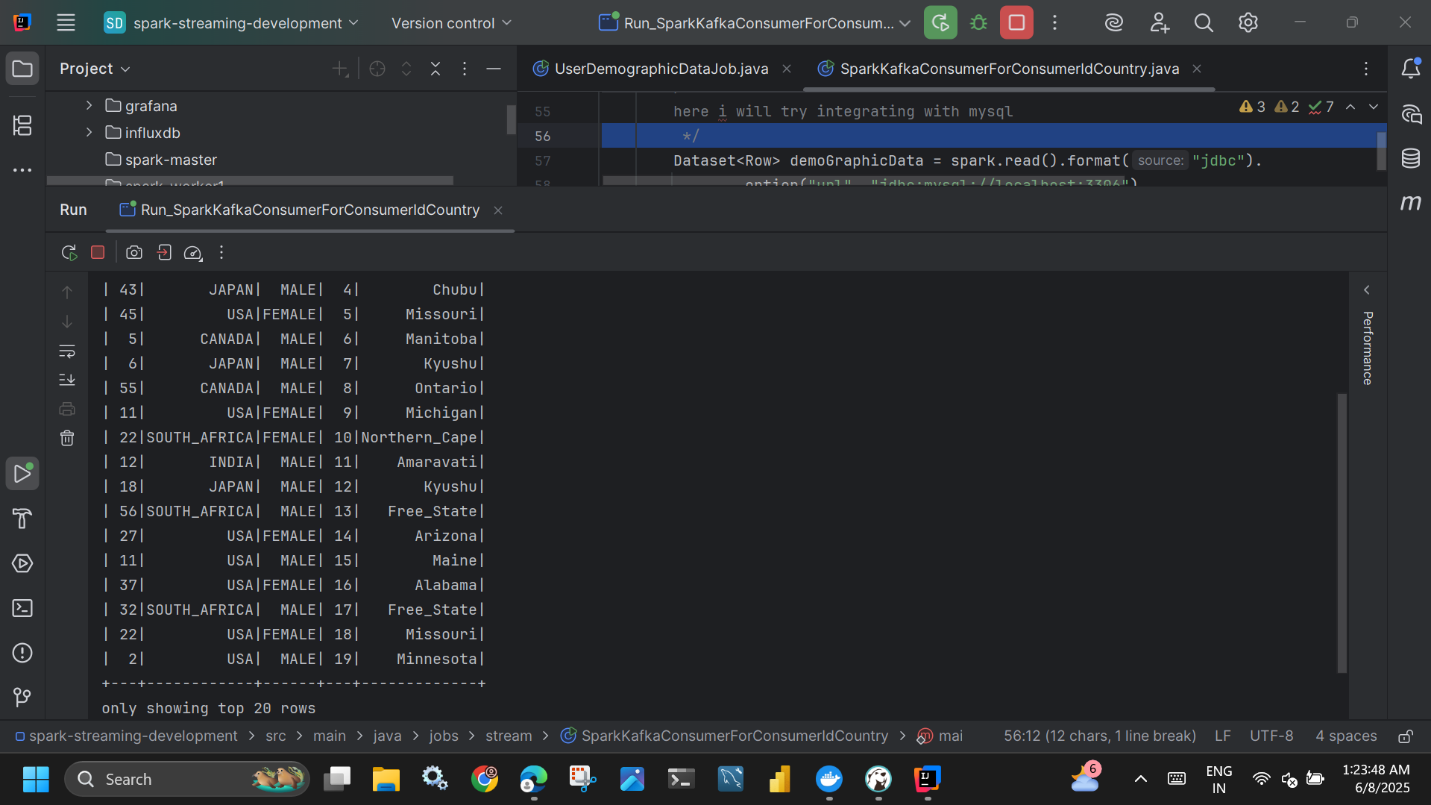 SD spark-streaming-development Version control Run_SparkKafkaConsumerForConsum...
Project
UserDemographicDataJob.java SparkKafkaConsumerForConsumerIdCountry.java
grafana
influxdb
spark-master
spark-worker1
55 here i will try integrating with mysql
3 2 7
56 */
57 Dataset<Row> demoGraphicData = spark.read().format( source: "jdbc").
58 option("url", "jdbc:mysql://localhost:3306")
Run Run_SparkKafkaConsumerForConsumerIdCountry
| 43| JAPAN| MALE| 4| Chubu|
| 45| USA|FEMALE| 5| Missouri|
| 5| CANADA| MALE| 6| Manitoba|
| 6| JAPAN| MALE| 7| Kyushu|
| 55| CANADA| MALE| 8| Ontario|
| 11| USA|FEMALE| 9| Michigan|
| 22|SOUTH_AFRICA|FEMALE| 10|Northern_Cape|
| 12| INDIA| MALE| 11| Amaravati|
| 18| JAPAN| MALE| 12| Kyushu|
| 56|SOUTH_AFRICA| MALE| 13| Free_State|
| 27| USA|FEMALE| 14| Arizona|
| 11| USA| MALE| 15| Maine|
| 37| USA|FEMALE| 16| Alabama|
| 32|SOUTH_AFRICA| MALE| 17| Free_State|
| 22| USA|FEMALE| 18| Missouri|
| 2| USA| MALE| 19| Minnesota|
+---+------------+------+---+-------------+
only showing top 20 rows
Performance
spark-streaming-development > src > main > java > jobs > stream > SparkKafkaConsumerForConsumerIdCountry > m mai
56:12 (12 chars, 1 line break) LF UTF-8 4 spaces
Search
6
ENG
IN
1:23:48 AM
6/8/2025